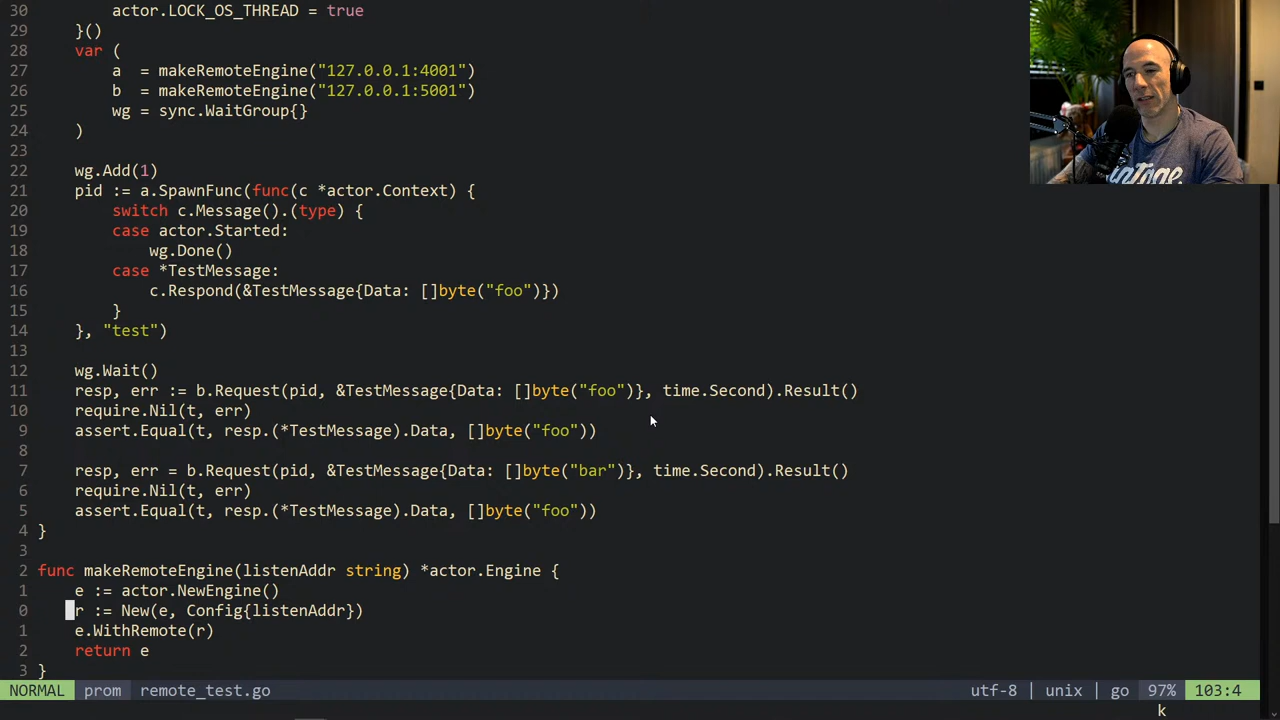 30 actor.LOCK_OS_THREAD = true
29 }()
28 var (
27 a = makeRemoteEngine("127.0.0.1:4001")
26 b = makeRemoteEngine("127.0.0.1:5001")
25 wg = sync.WaitGroup{}
24 )
23
22 wg.Add(1)
21 pid := a.SpawnFunc(func(c *actor.Context) {
20 switch c.Message().(type) {
19 case actor.Started:
18 wg.Done()
17 case *TestMessage:
16 c.Respond(&TestMessage{Data: []byte("foo")})
15 }
14 }, "test")
13
12 wg.Wait()
11 resp, err := b.Request(pid, &TestMessage{Data: []byte("foo")}, time.Second).Result()
10 require.Nil(t, err)
9 assert.Equal(t, resp.(*TestMessage).Data, []byte("foo"))
8
7 resp, err = b.Request(pid, &TestMessage{Data: []byte("bar")}, time.Second).Result()
6 require.Nil(t, err)
5 assert.Equal(t, resp.(*TestMessage).Data, []byte("foo"))
4 }
3
2 func makeRemoteEngine(listenAddr string) *actor.Engine {
1 e := actor.NewEngine()
0 r := New(e, Config{listenAddr})
1 e.WithRemote(r)
2 return e
3 }
NORMAL prom remote_test.go utf-8 | unix | go 97% 103:4
k